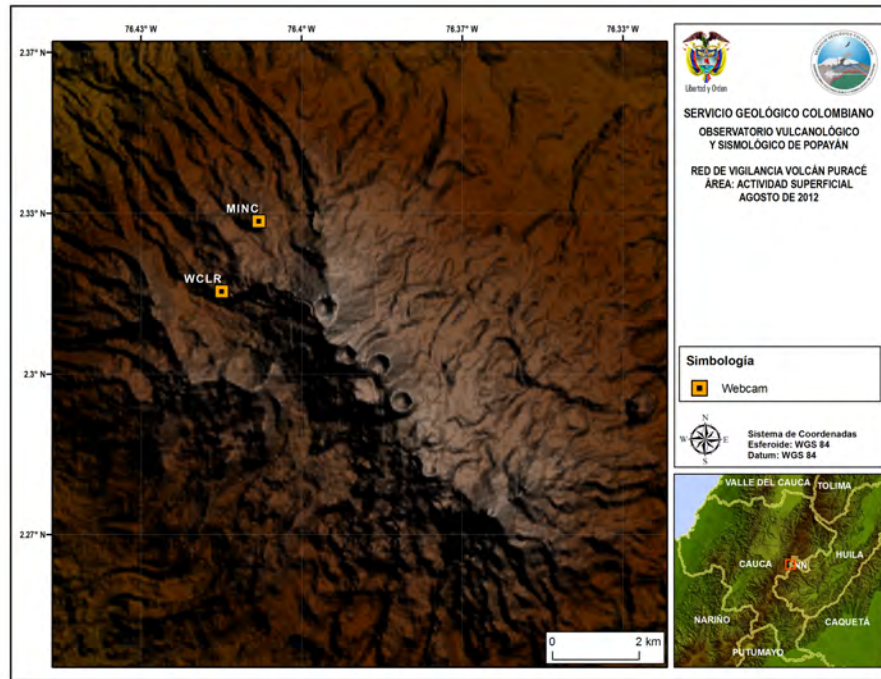 76.43°W 76.4°W 76.37°W 76.33°W
2.37°N
2.33°N
2.3°N
2.27°N
MINC
WCLR
0 2 km
Libertad y Orden
SERVICIO GEOLÓGICO COLOMBIANO
OBSERVATORIO VULCANOLÓGICO
Y SISMOLÓGICO DE POPAYÁN
RED DE VIGILANCIA VOLCÁN PURACÉ
ÁREA: ACTIVIDAD SUPERFICIAL
AGOSTO DE 2012
Simbología
Webcam
N
W E
S
Sistema de Coordenadas
Esferoide: WGS 84
Datum: WGS 84
VALLE DEL CAUCA TOLIMA
HUILA
CAUCA
NARIÑO
CAQUETÁ
PUTUMAYO